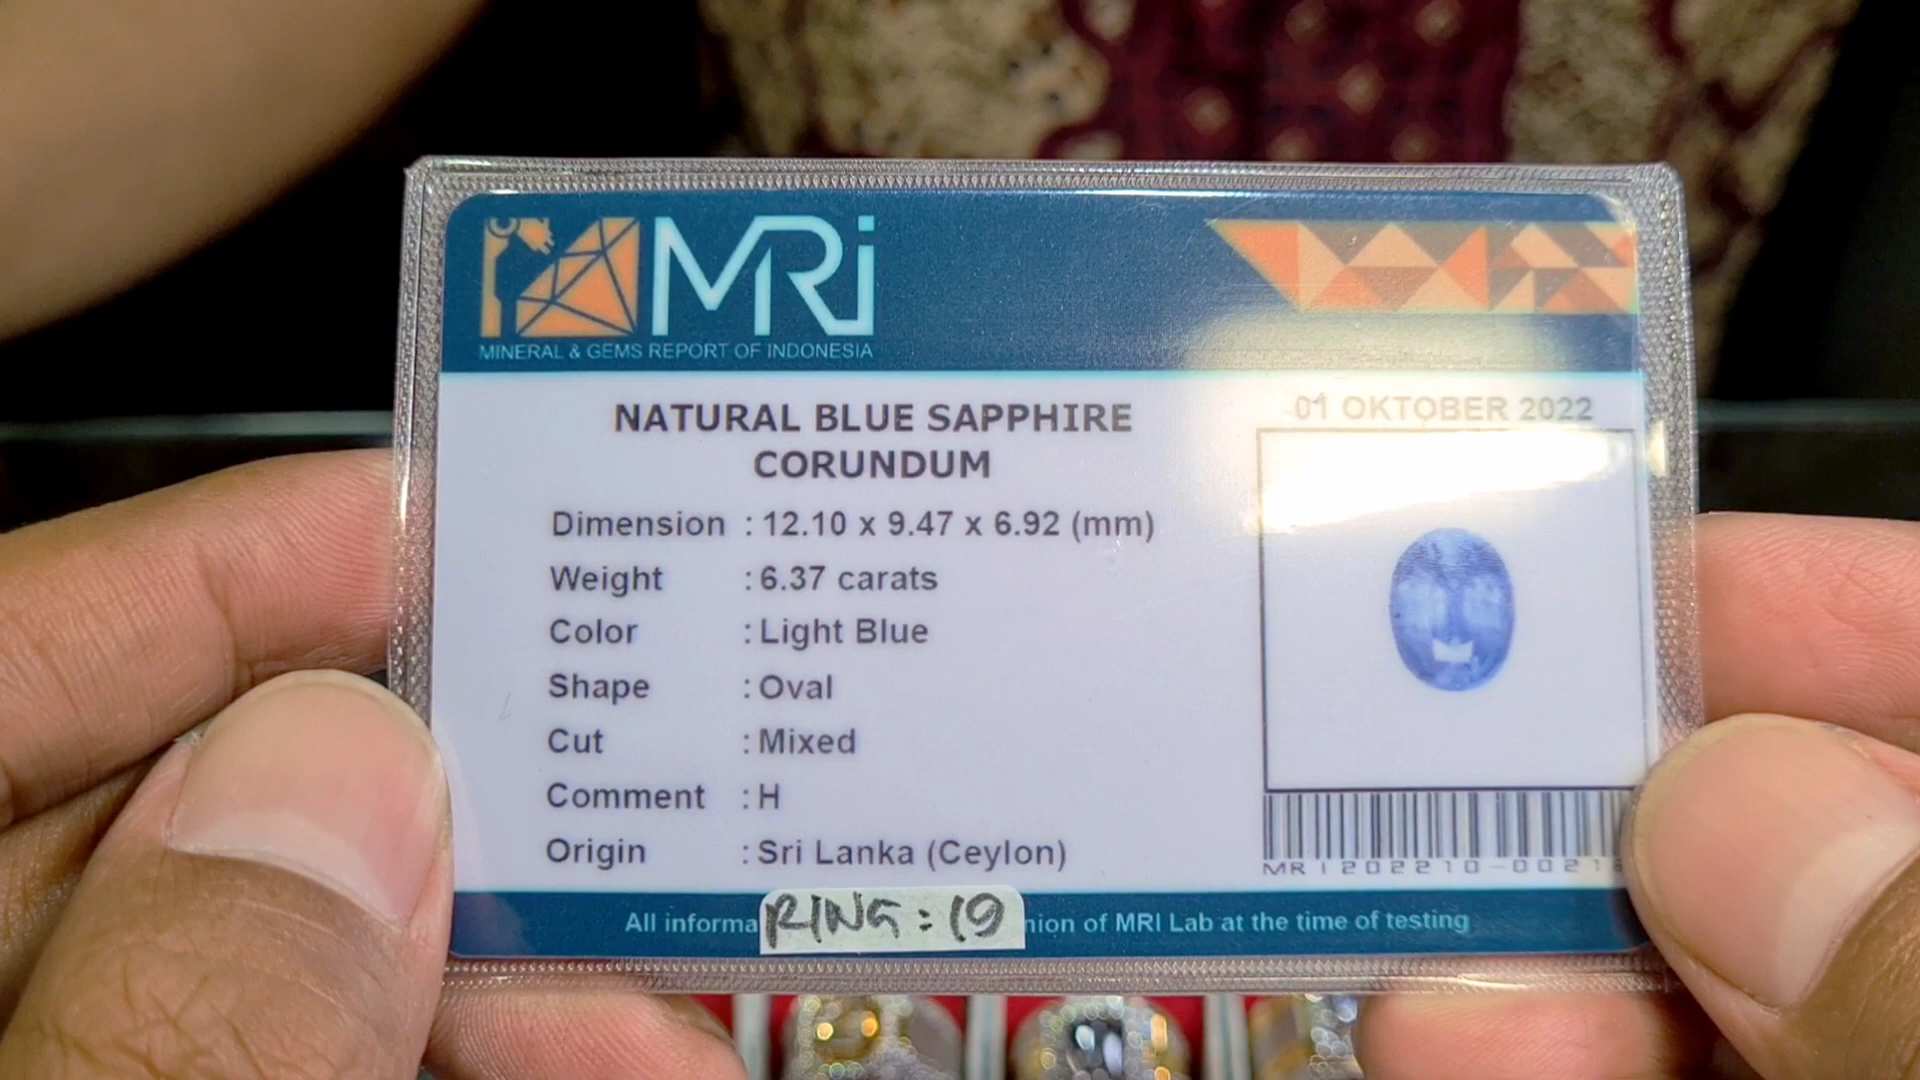 MRi
MINERAL & GEMS REPORT OF INDONESIA
NATURAL BLUE SAPPHIRE
CORUNDUM
01 OKTOBER 2022
Dimension : 12.10 x 9.47 x 6.92 (mm)
Weight : 6.37 carats
Color : Light Blue
Shape : Oval
Cut : Mixed
Comment : H
Origin : Sri Lanka (Ceylon)
All informa RING : 19 nion of MRI Lab at the time of testing